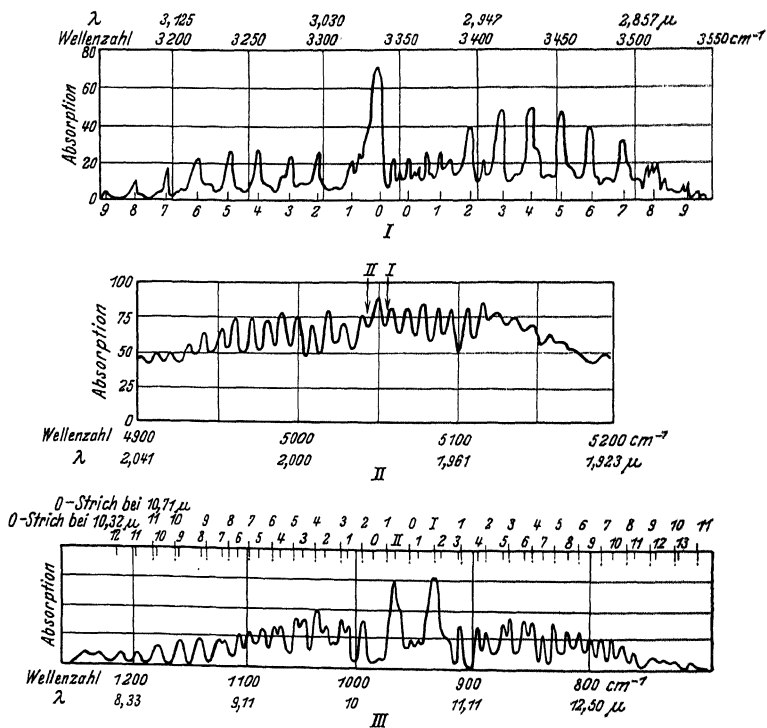 λ 3,125 3,030 2,947 2,857 μ
Wellenzahl 3200 3250 3300 3350 3400 3450 3500 3550 cm⁻¹
80
60
40
20
0
Absorption
9 8 7 6 5 4 3 2 1 0 0 1 2 3 4 5 6 7 8 9
I
II I
100
75
50
25
0
Absorption
Wellenzahl 4900 5000 5100 5200 cm⁻¹
λ 2,041 2,000 1,961 1,923 μ
II
0-Strich bei 10,71 μ
0-Strich bei 10,32 μ 11 10 9 8 7 6 5 4 3 2 1 0 I 1 2 3 4 5 6 7 8 9 10 11
12 11 10 9 8 7 6 5 4 3 2 1 0 II 1 2 3 4 5 6 7 8 9 10 11 12 13
Absorption
Wellenzahl 1200 1100 1000 900 800 cm⁻¹
λ 8,33 9,11 10 11,11 12,50 μ
III